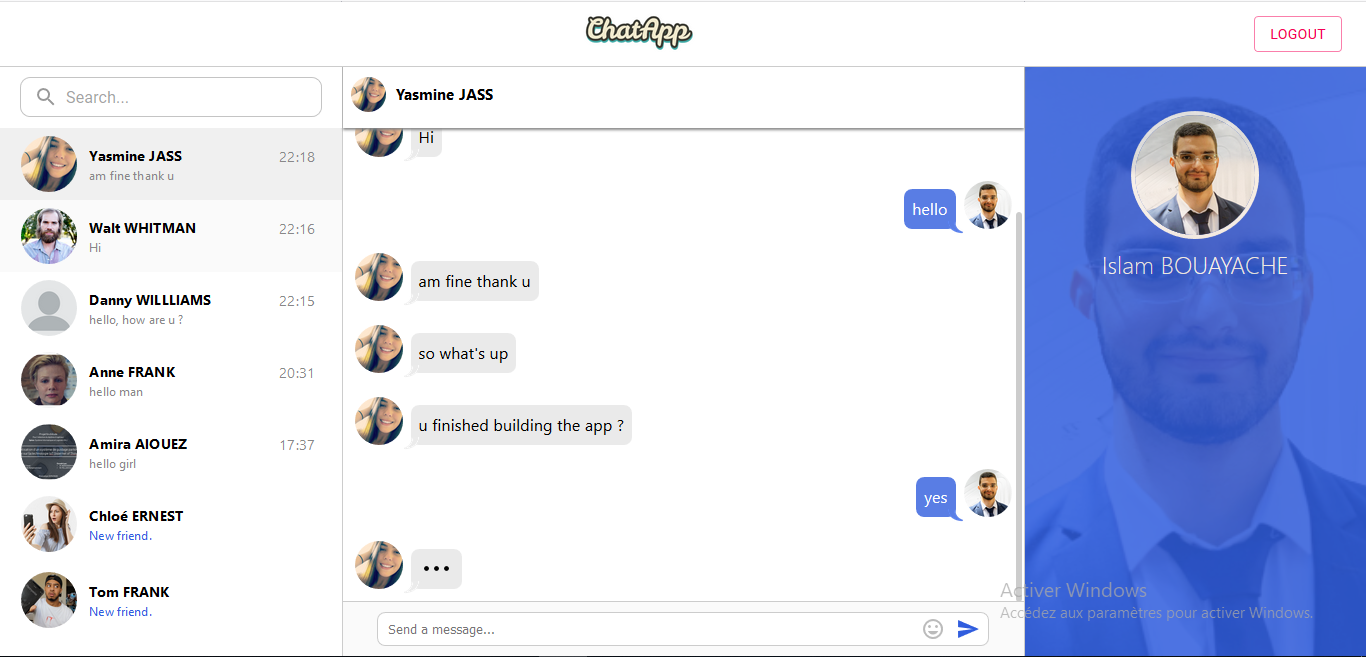 ChatApp
LOGOUT
Search...
Yasmine JASS
22:18
am fine thank u
Walt WHITMAN
22:16
Hi
Danny WILLLIAMS
22:15
hello, how are u ?
Anne FRANK
20:31
hello man
Amira AIOUEZ
17:37
hello girl
Chloé ERNEST
New friend.
Tom FRANK
New friend.
Yasmine JASS
Hi
hello
am fine thank u
so what's up
u finished building the app ?
yes
•••
Send a message...
Islam BOUAYACHE
Activer Windows
Accédez aux paramètres pour activer Windows.